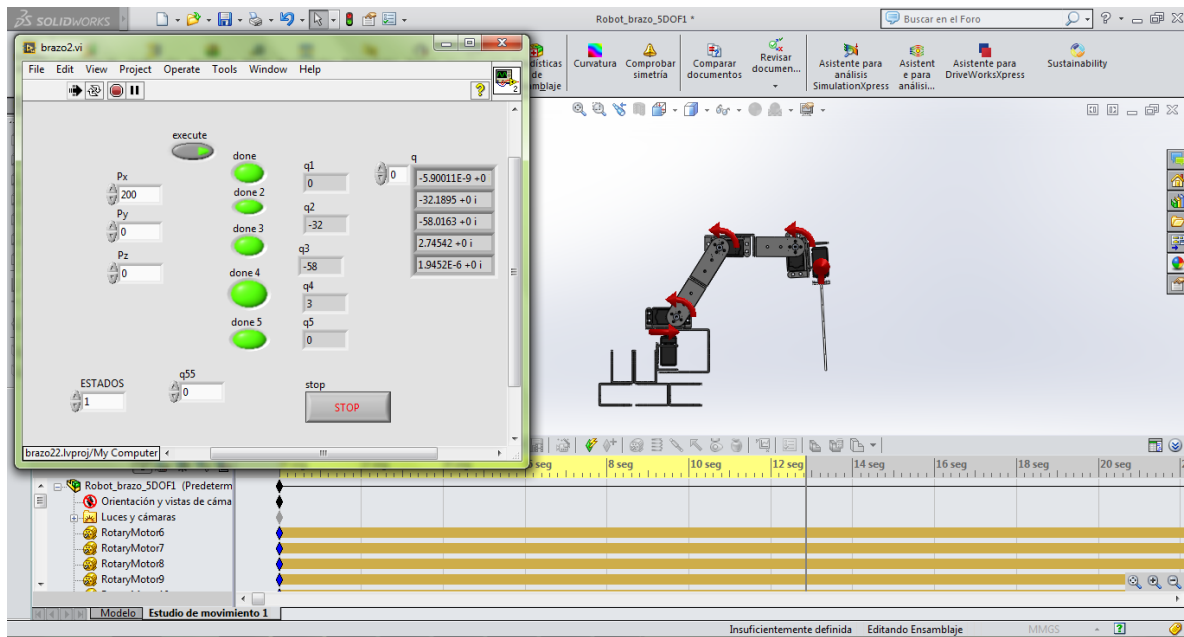 SOLIDWORKS
Robot_brazo_5DOF1 *
Buscar en el Foro
brazo2.vi
File Edit View Project Operate Tools Window Help
2
Curvatura
Comprobar simetría
Comparar documentos
Revisar documen...
Asistente para análisis SimulationXpress
Asistent e para análisi...
Asistente para DriveWorksXpress
Sustainability
execute
done
done 2
done 3
done 4
done 5
Px
200
Py
0
Pz
0
q1
0
q2
-32
q3
-58
q4
3
q5
0
q
0
-5.90011E-9 +0
-32.1895 +0 i
-58.0163 +0 i
2.74542 +0 i
1.9452E-6 +0 i
ESTADOS
1
q55
0
stop
STOP
brazo22.lvproj/My Computer
8 seg 10 seg 12 seg 14 seg 16 seg 18 seg 20 seg
Robot_brazo_5DOF1 (Predeterm
Orientación y vistas de cáma
Luces y cámaras
RotaryMotor6
RotaryMotor7
RotaryMotor8
RotaryMotor9
Modelo Estudio de movimiento 1
Insuficientemente definida Editando Ensamblaje MMGS